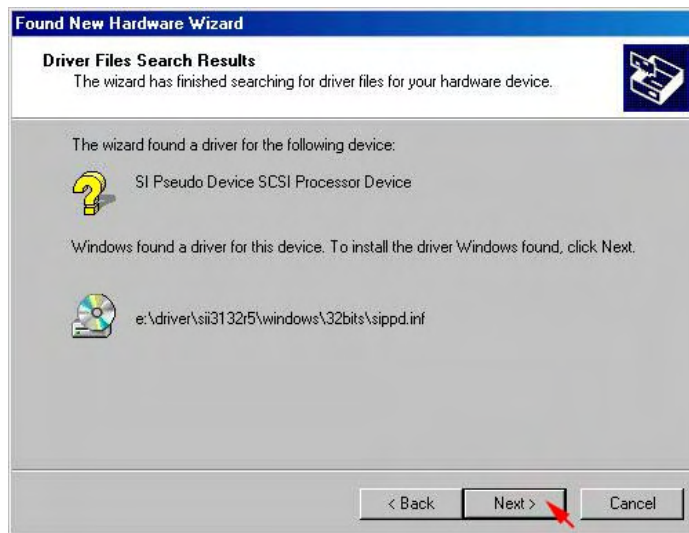 Found New Hardware Wizard
Driver Files Search Results
The wizard has finished searching for driver files for your hardware device.
The wizard found a driver for the following device:
SI Pseudo Device SCSI Processor Device
Windows found a driver for this device. To install the driver Windows found, click Next.
e:\driver\sii3132r5\windows\32bits\sippd.inf
< Back Next > Cancel